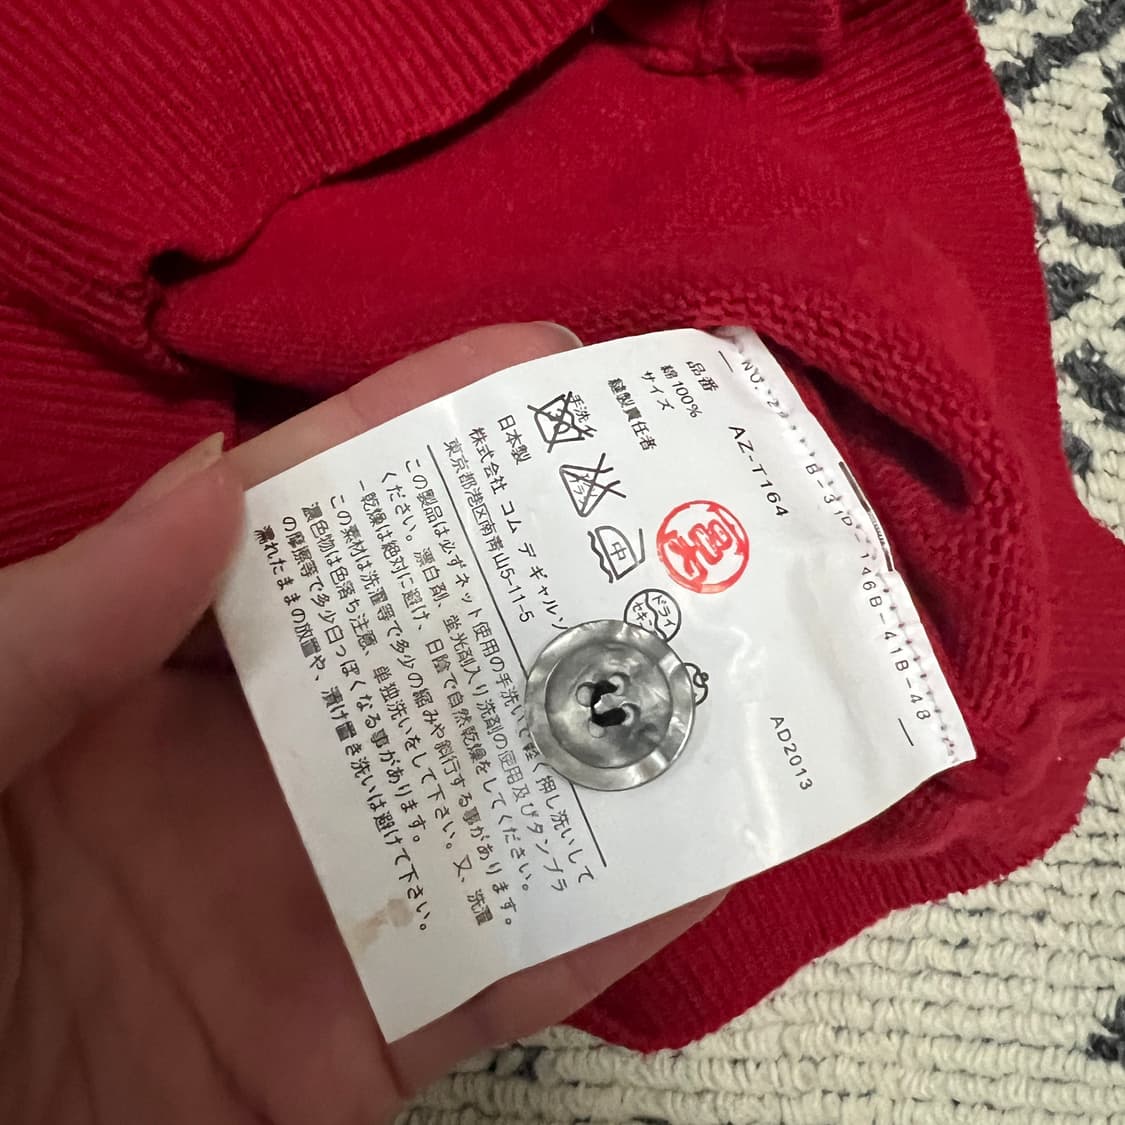 品番 AZ-T164 AD2013
綿100%
サイズ
縫製責任者
手洗イ
中
ドライ
セキユ
日本製
株式会社 コム デ ギャルソン
東京都港区南青山5-11-5
この製品は必ずネット使用の手洗いで軽く押し洗いして
ください。漂白剤、蛍光剤入り洗剤の使用及びタンブラ
ー乾燥は絶対に避け、日陰で自然乾燥をしてください。
この素材は洗濯等で多少の縮みや斜行する事があります。
濃色物は色落ち注意、単独洗いをして下さい。又、洗濯
の摩擦等で多少白っぽくなる事があります。
濡れたままの放置や、漬け置き洗いは避けて下さい。